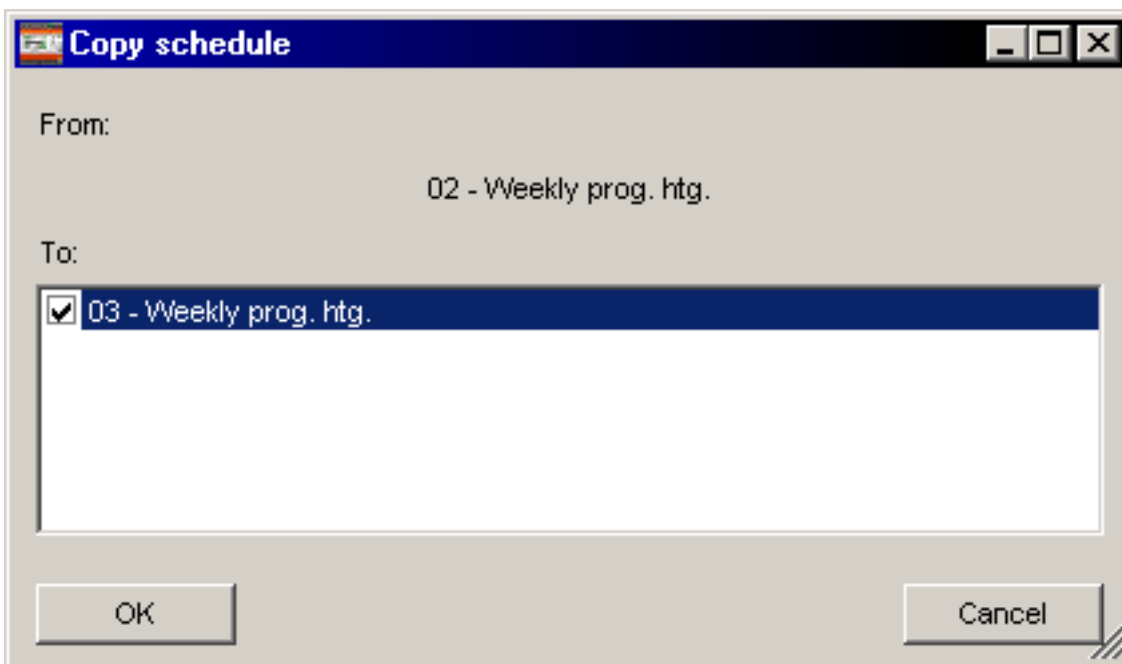 Copy schedule
From:
02 - Weekly prog. htg.
To:
03 - Weekly prog. htg.
OK
Cancel